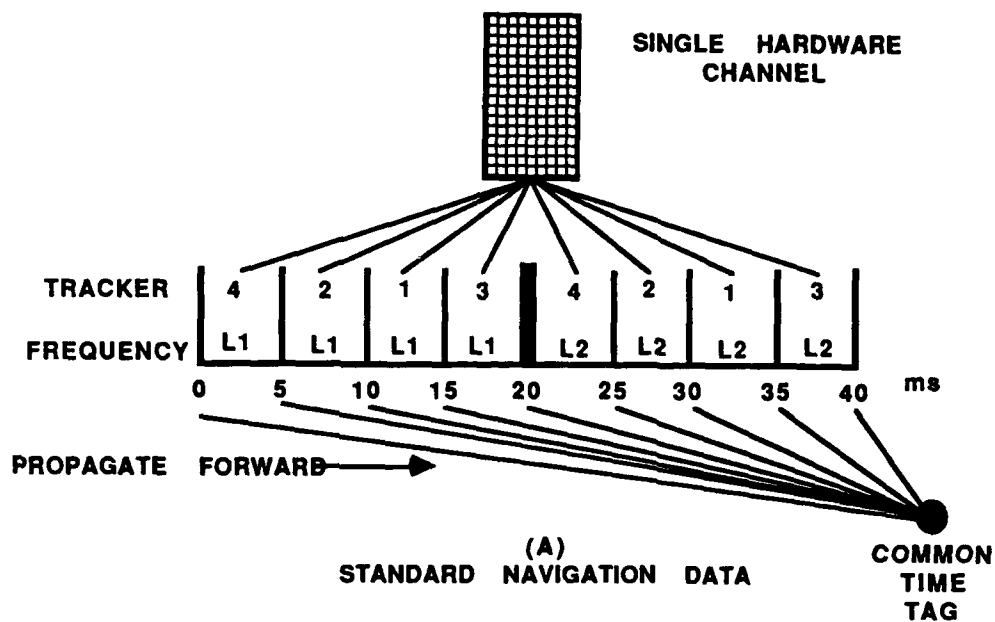 SINGLE HARDWARE
CHANNEL
TRACKER 4 2 1 3 4 2 1 3
FREQUENCY L1 L1 L1 L1 L2 L2 L2 L2
0 5 10 15 20 25 30 35 40 ms
PROPAGATE FORWARD
(A)
STANDARD NAVIGATION DATA
COMMON
TIME
TAG